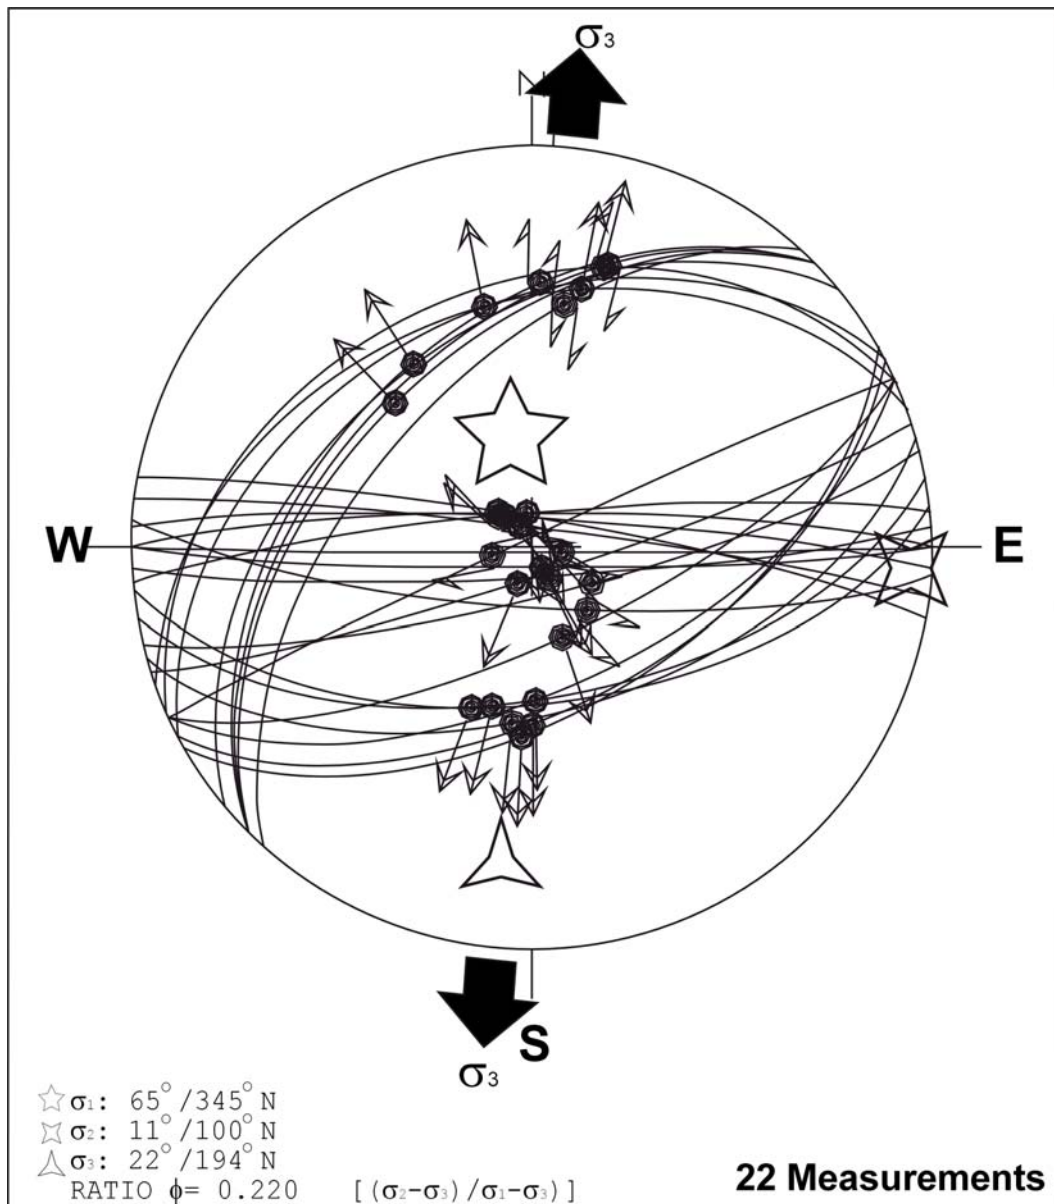 σ₃
N
W
E
S
σ₃
σ₁: 65°/345°N
σ₂: 11°/100°N
σ₃: 22°/194°N
RATIO ϕ= 0.220 [(σ₂-σ₃)/σ₁-σ₃)]
22 Measurements